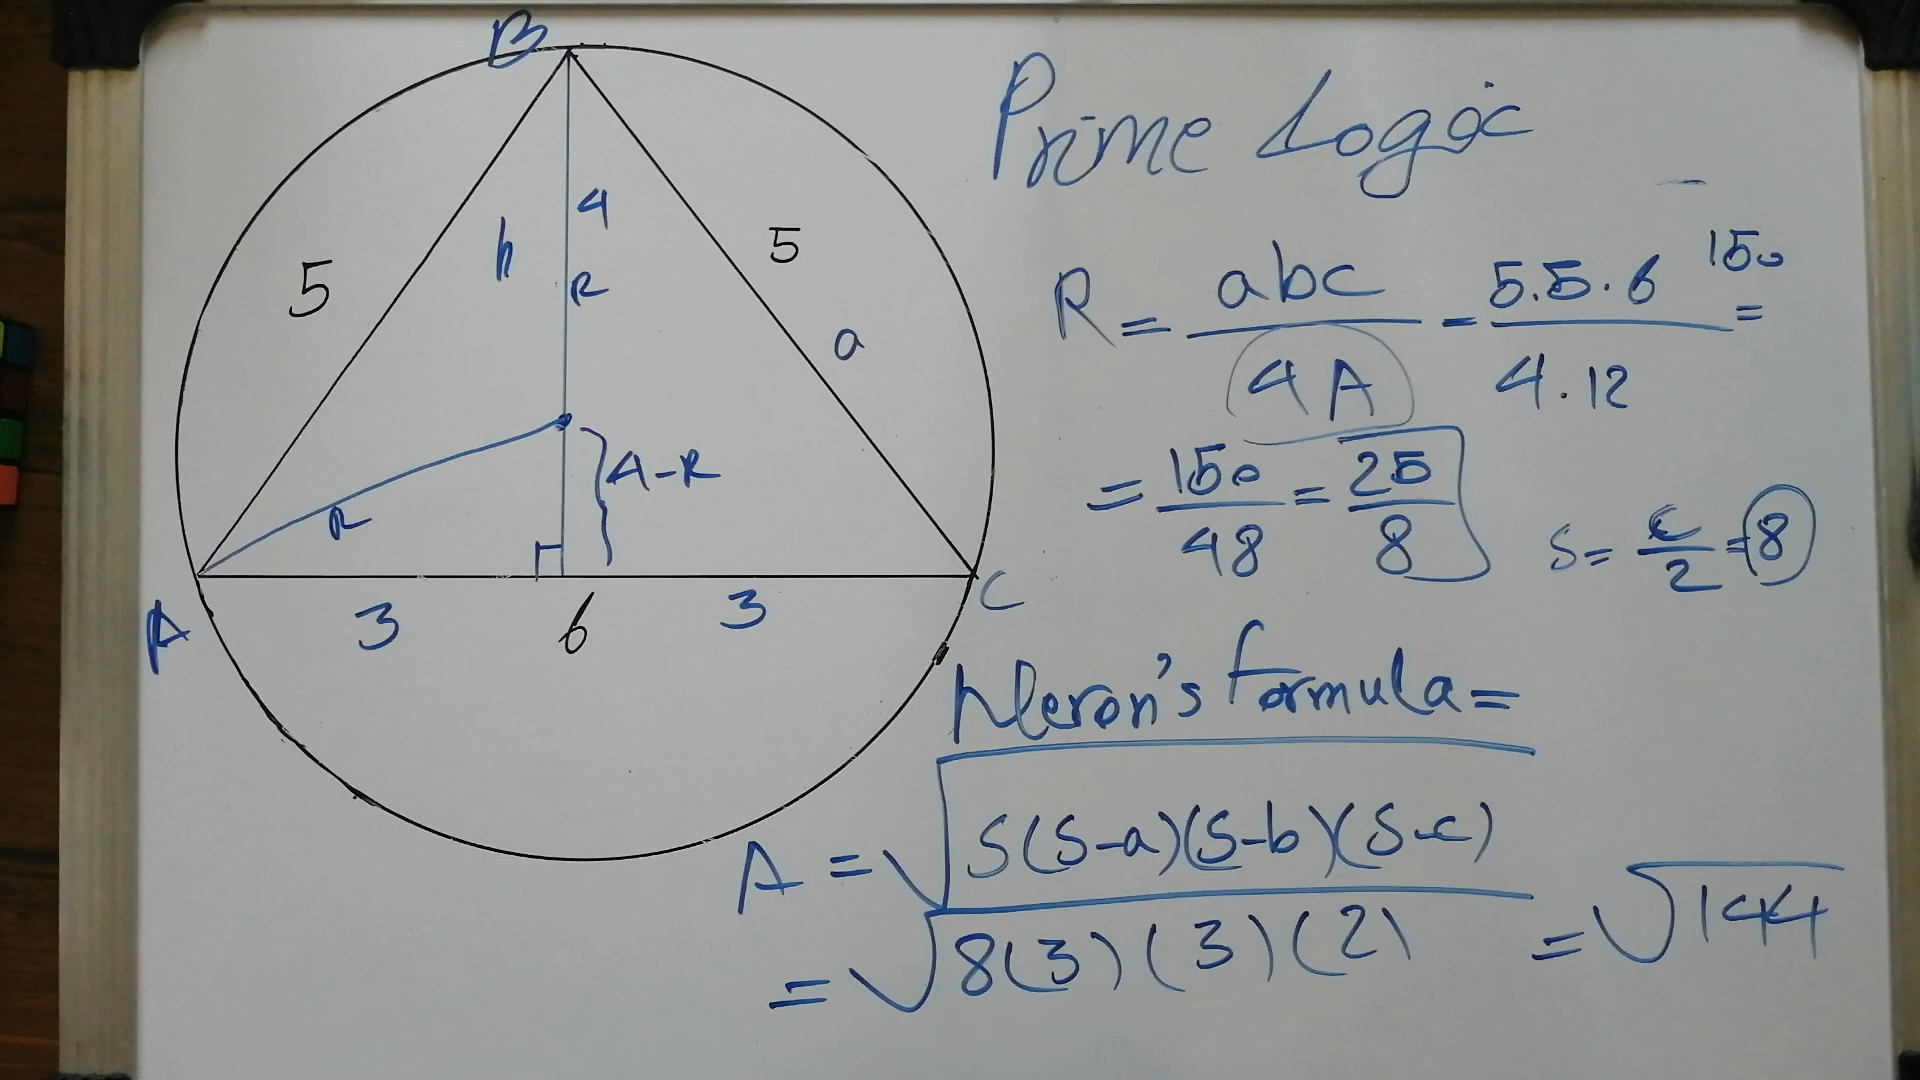 B
Prime Logic
5
h
4
R
5
a
R
4-R
A
3
6
3
C
R = abc / 4A = 5.5.6 / 4.12 = 150
= 150 / 48 = 25 / 8
S = c / 2 = 8
Heron's formula =
A = √S(S-a)(S-b)(S-c)
= √8(3)(3)(2) = √144